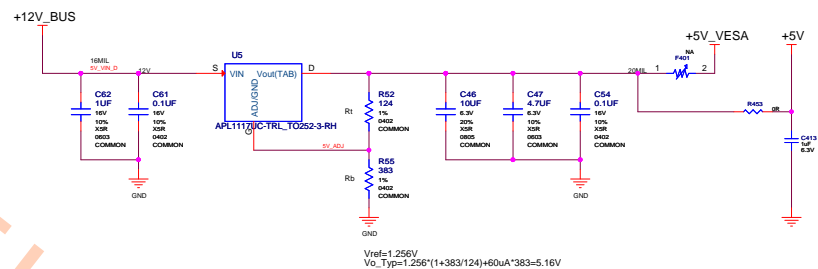 +12V_BUS
+5V_VESA
+5V
16MIL
5V_VIN_D
12V
S
U5
VIN
Vout(TAB)
ADJ/GND
D
G
APL1117UC-TRL_TO252-3-RH
5V_ADJ
C62
1UF
16V
10%
X5R
0603
COMMON
C61
0.1UF
16V
10%
X5R
0402
COMMON
GND
Rt
R52
124
1%
0402
COMMON
Rb
R55
383
1%
0402
COMMON
GND
C46
10UF
6.3V
20%
X5R
0805
COMMON
C47
4.7UF
6.3V
10%
X5R
0603
COMMON
C54
0.1UF
16V
10%
X5R
0402
COMMON
GND
20MIL
1
NA
F401
2
R453
0R
C413
1uF
6.3V
GND
Vref=1.256V
Vo_Typ=1.256*(1+383/124)+60uA*383=5.16V